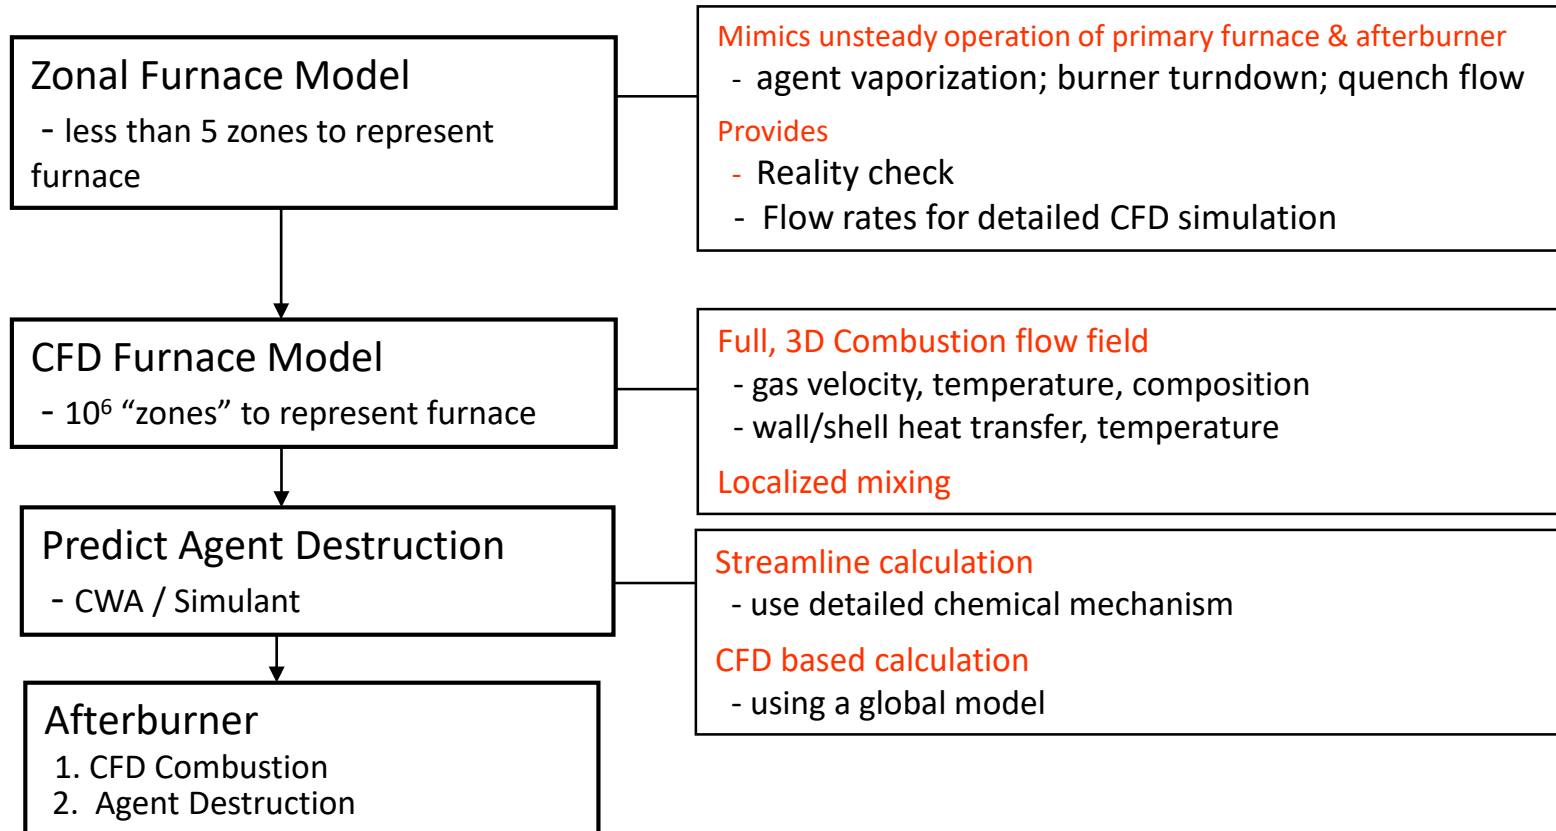 Zonal Furnace Model
- less than 5 zones to represent
furnace
Mimics unsteady operation of primary furnace & afterburner
- agent vaporization; burner turndown; quench flow
Provides
- Reality check
- Flow rates for detailed CFD simulation
CFD Furnace Model
- 10⁶ “zones” to represent furnace
Full, 3D Combustion flow field
- gas velocity, temperature, composition
- wall/shell heat transfer, temperature
Localized mixing
Predict Agent Destruction
- CWA / Simulant
Streamline calculation
- use detailed chemical mechanism
CFD based calculation
- using a global model
Afterburner
1. CFD Combustion
2. Agent Destruction